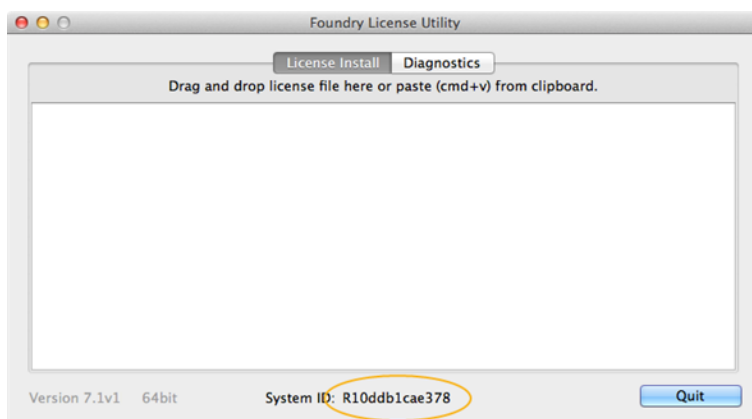 Foundry License Utility
License Install Diagnostics
Drag and drop license file here or paste (cmd+v) from clipboard.
Version 7.1v1 64bit System ID: R10ddb1cae378 Quit